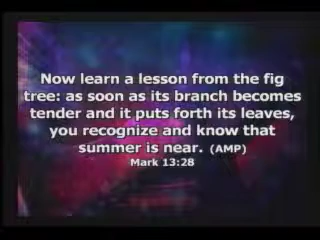 Now learn a lesson from the fig
tree: as soon as its branch becomes
tender and it puts forth its leaves,
you recognize and know that
summer is near. (AMP)
Mark 13:28